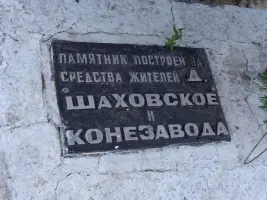 ПАМЯТНИК ПОСТРОЕН НА
СРЕДСТВА ЖИТЕЛЕЙ Д.
ШАХОВСКОЕ
И
КОНЕЗАВОДА